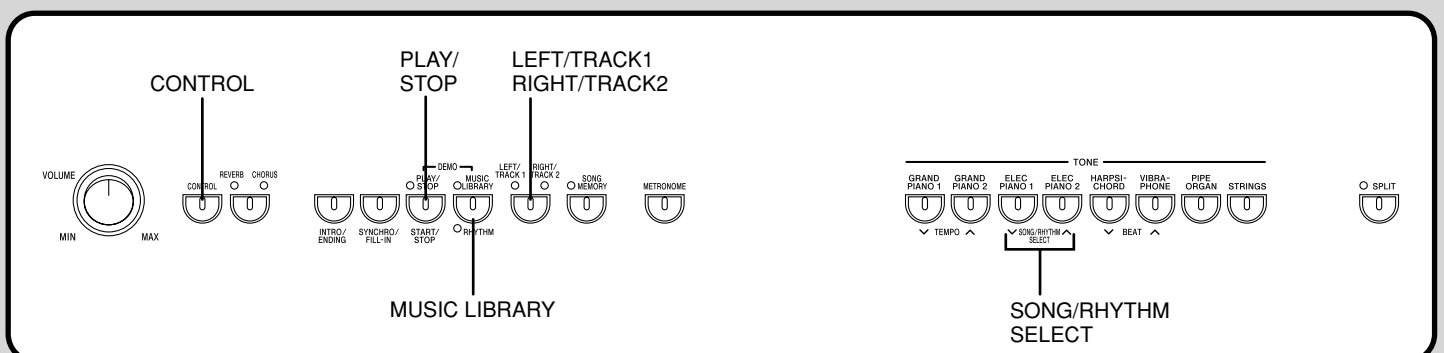 PLAY/
STOP
LEFT/TRACK1
RIGHT/TRACK2
CONTROL
TONE
DEMO
VOLUME
MIN
MAX
CONTROL
REVERB
CHORUS
INTRO/
ENDING
SYNCHRO/
FILL-IN
PLAY/
STOP
START/
STOP
MUSIC
LIBRARY
RHYTHM
LEFT/
TRACK 1
RIGHT/
TRACK 2
SONG
MEMORY
METRONOME
GRAND
PIANO 1
GRAND
PIANO 2
ELEC
PIANO 1
ELEC
PIANO 2
HARPSI-
CHORD
VIBRA-
PHONE
PIPE
ORGAN
STRINGS
SPLIT
TEMPO
SONG/RHYTHM
SELECT
BEAT
MUSIC LIBRARY
SONG/RHYTHM
SELECT